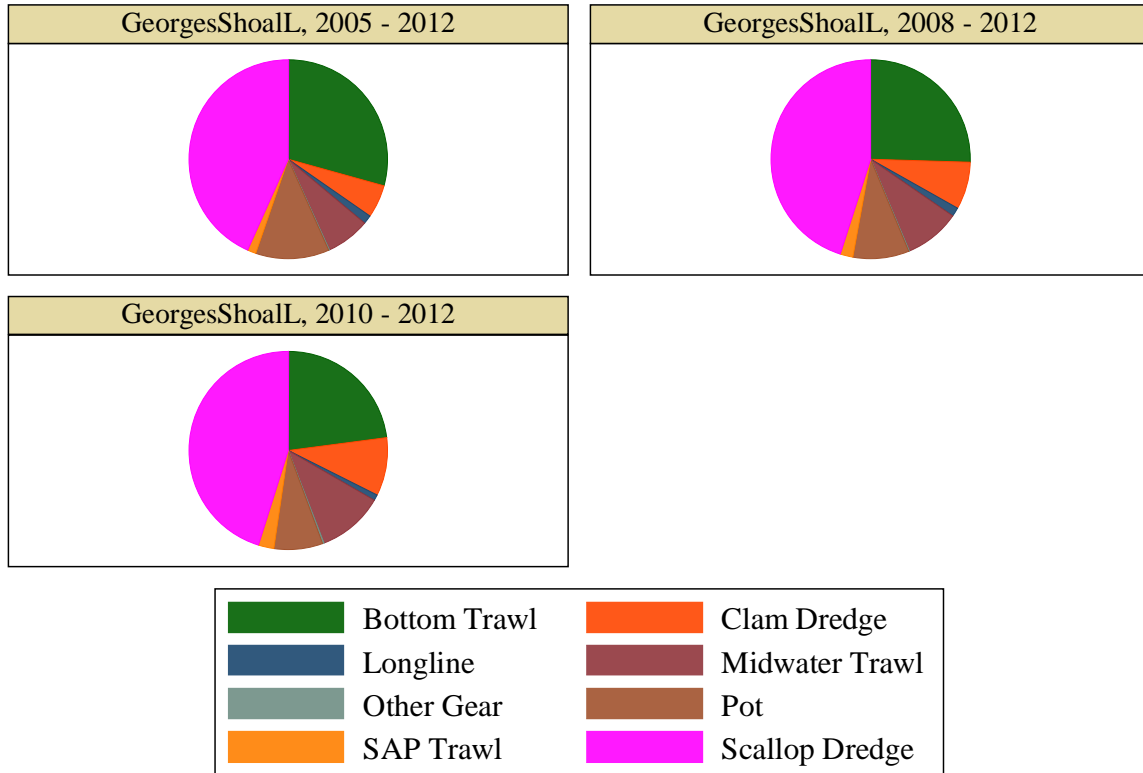 GeorgesShoalL, 2005 - 2012
GeorgesShoalL, 2008 - 2012
GeorgesShoalL, 2010 - 2012
Bottom Trawl
Clam Dredge
Longline
Midwater Trawl
Other Gear
Pot
SAP Trawl
Scallop Dredge